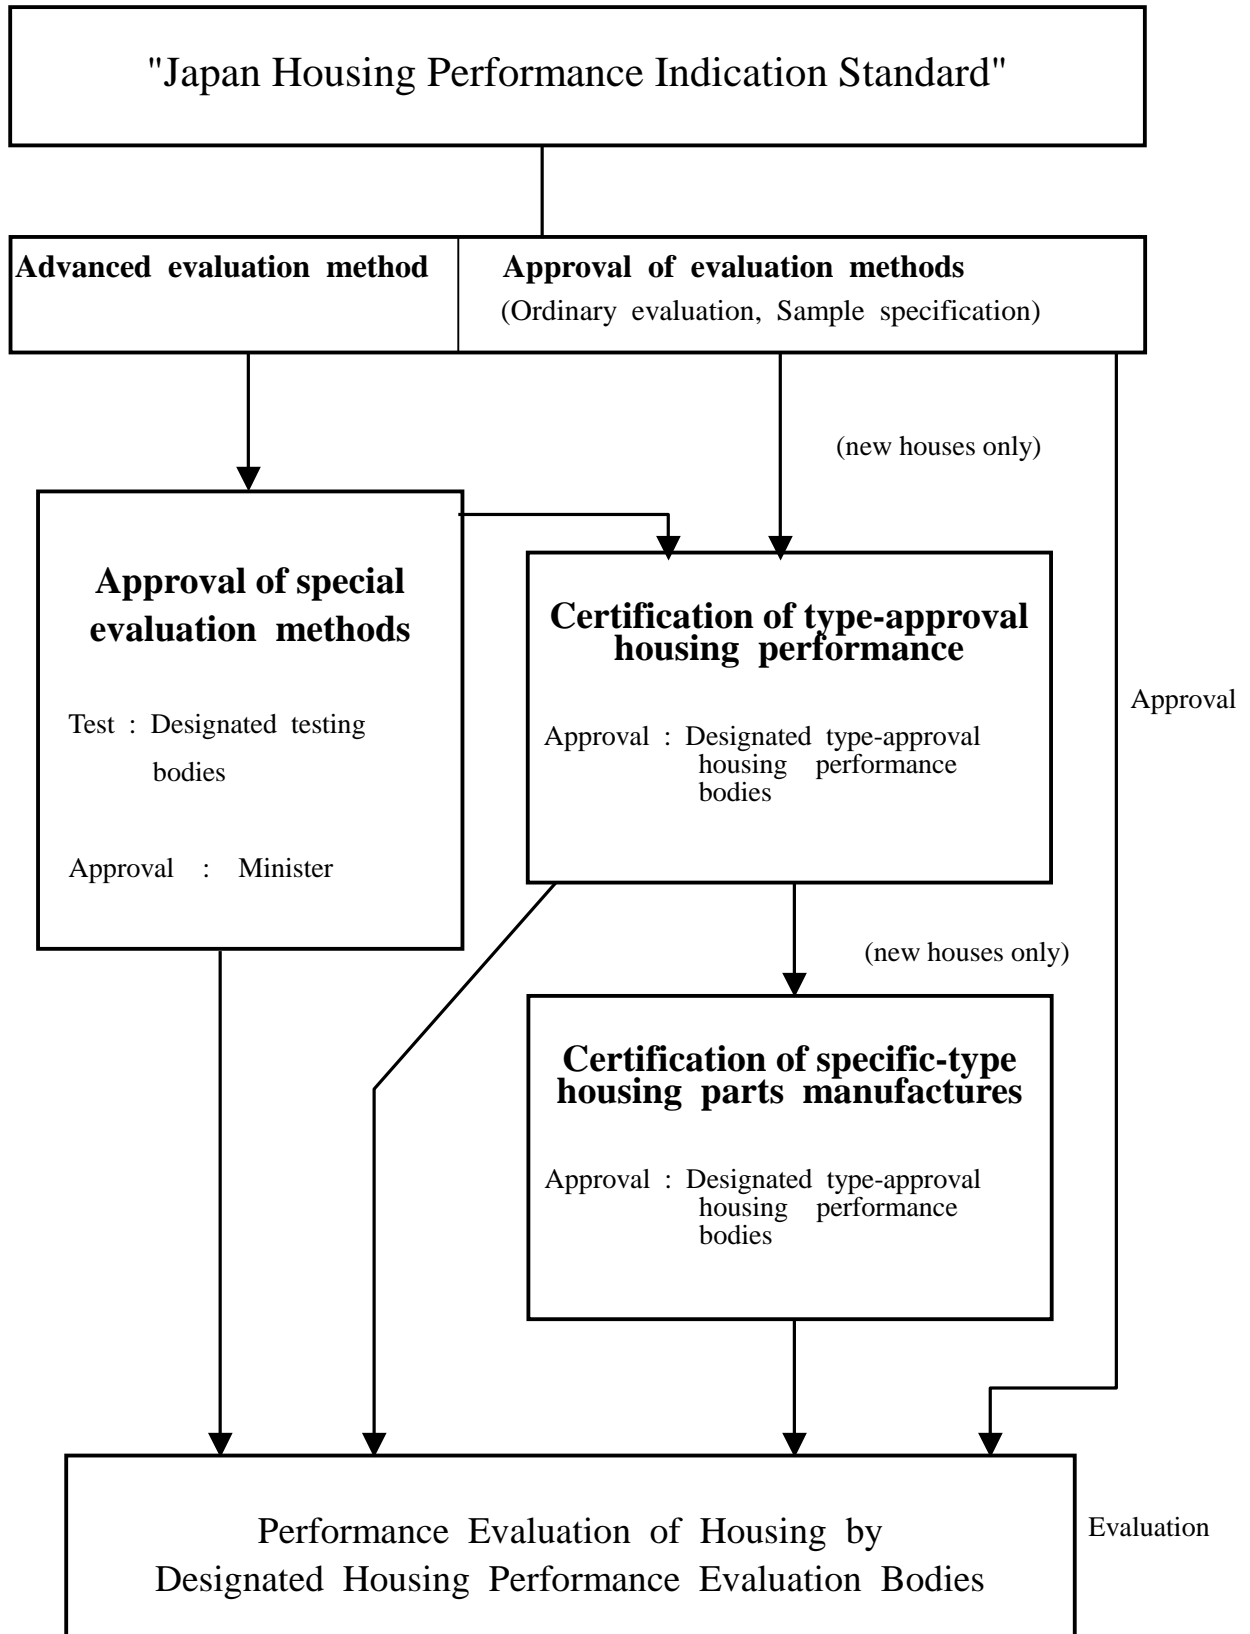 "Japan Housing Performance Indication Standard"
Advanced evaluation method
Approval of evaluation methods
(Ordinary evaluation, Sample specification)
(new houses only)
Approval of special
evaluation methods
Test : Designated testing
bodies
Approval : Minister
Certification of type-approval
housing performance
Approval : Designated type-approval
housing performance
bodies
Approval
(new houses only)
Certification of specific-type
housing parts manufactures
Approval : Designated type-approval
housing performance
bodies
Performance Evaluation of Housing by
Designated Housing Performance Evaluation Bodies
Evaluation